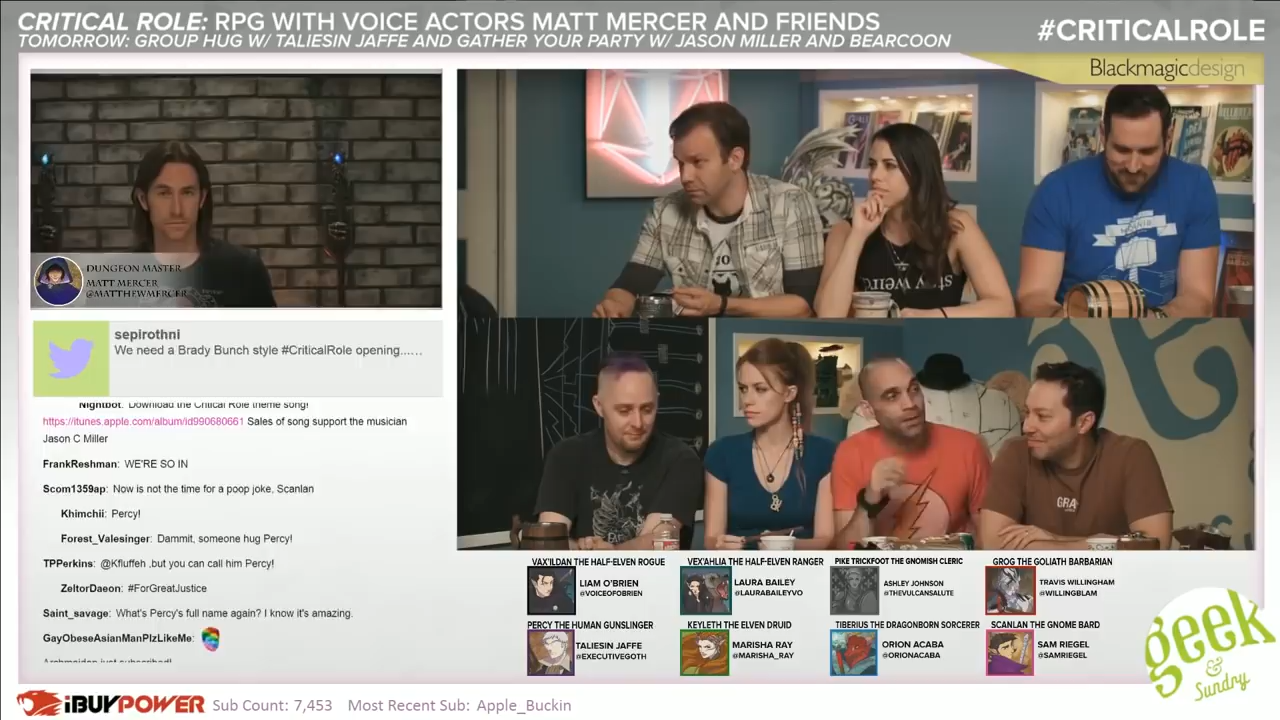 CRITICAL ROLE: RPG WITH VOICE ACTORS MATT MERCER AND FRIENDS
TOMORROW: GROUP HUG W/ TALIESIN JAFFE AND GATHER YOUR PARTY W/ JASON MILLER AND BEARCOON
#CRITICALROLE
Blackmagicdesign
DUNGEON MASTER
MATT MERCER
@MATTHEWMERCER
sepirothni
We need a Brady Bunch style #CriticalRole opening......
Nightbot: Download the Critical Role theme song!
https://itunes.apple.com/album/id990680661 Sales of song support the musician
Jason C Miller
FrankReshman: WE'RE SO IN
Scom1359ap: Now is not the time for a poop joke, Scanlan
Khimchii: Percy!
Forest_Valesinger: Dammit, someone hug Percy!
TPPerkins: @Kfluffeh ,but you can call him Percy!
ZeltorDaeon: #ForGreatJustice
Saint_savage: What's Percy's full name again? I know it's amazing.
GayObeseAsianManPlzLikeMe:
Archmaiden just subscribed!
stay weird
GRA
VAX'ILDAN THE HALF-ELVEN ROGUE
LIAM O'BRIEN
@VOICEOFOBRIEN
VEX'AHLIA THE HALF-ELVEN RANGER
LAURA BAILEY
@LAURABAILEYVO
PIKE TRICKFOOT THE GNOMISH CLERIC
ASHLEY JOHNSON
@THEVULCANSALUTE
GROG THE GOLIATH BARBARIAN
TRAVIS WILLINGHAM
@WILLINGBLAM
PERCY THE HUMAN GUNSLINGER
TALIESIN JAFFE
@EXECUTIVEGOTH
KEYLETH THE ELVEN DRUID
MARISHA RAY
@MARISHA_RAY
TIBERIUS THE DRAGONBORN SORCERER
ORION ACABA
@ORIONACABA
SCANLAN THE GNOME BARD
SAM RIEGEL
@SAMRIEGEL
geek
&
Sundry
iBUYPOWER
Sub Count: 7,453 Most Recent Sub: Apple_Buckin